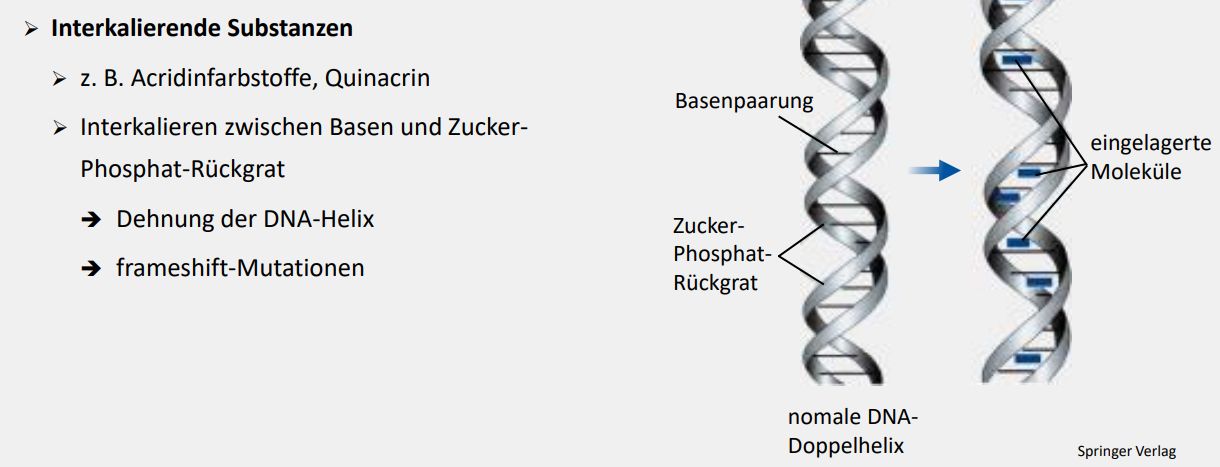 Interkalierende Substanzen
z. B. Acridinfarbstoffe, Quinacrin
Interkalieren zwischen Basen und Zucker-
Phosphat-Rückgrat
➔ Dehnung der DNA-Helix
➔ frameshift-Mutationen
Basenpaarung
Zucker-
Phosphat-
Rückgrat
eingelagerte
Moleküle
nomale DNA-
Doppelhelix
Springer Verlag